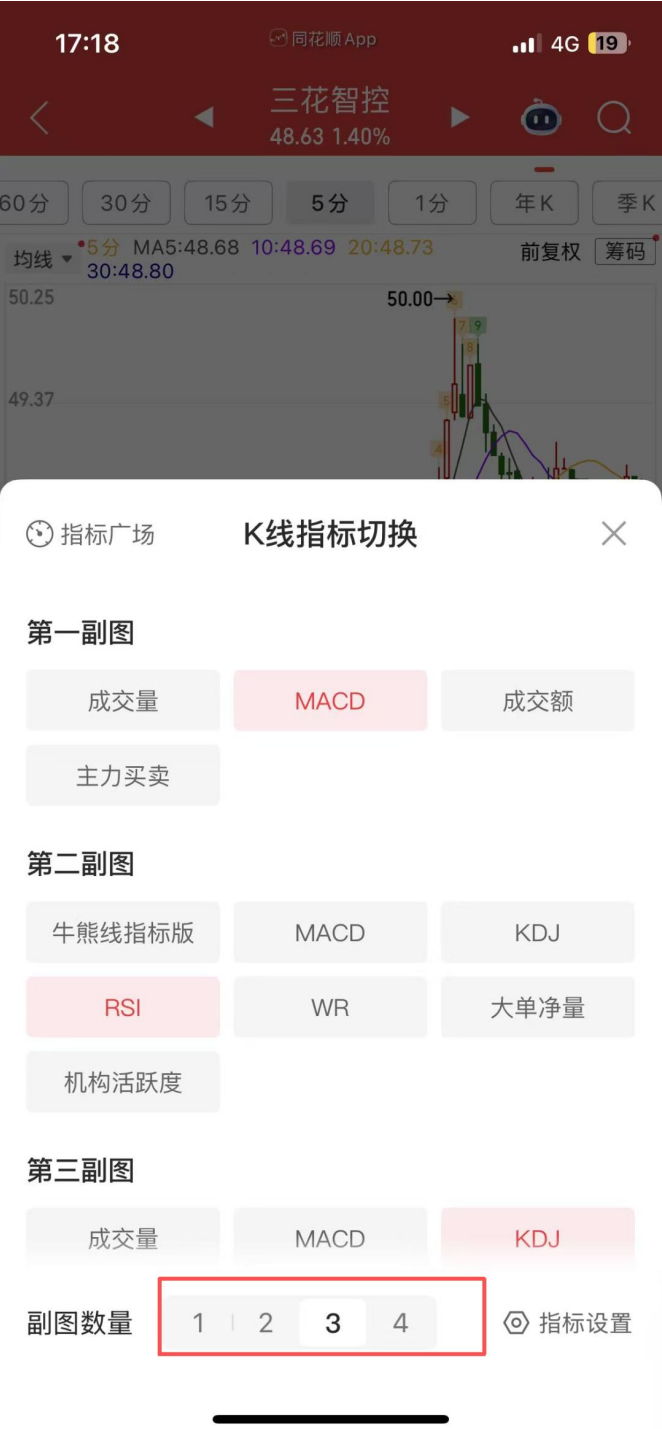 17:18
同花顺App
4G
19
三花智控
48.63 1.40%
60分
30分
15分
5分
1分
年K
季K
均线
5分 MA5:48.68 10:48.69 20:48.73
30:48.80
前复权
筹码
50.25
50.00→
7 9
8
49.37
5
4
指标广场
K线指标切换
第一副图
成交量
MACD
成交额
主力买卖
第二副图
牛熊线指标版
MACD
KDJ
RSI
WR
大单净量
机构活跃度
第三副图
成交量
MACD
KDJ
副图数量
1
2
3
4
指标设置